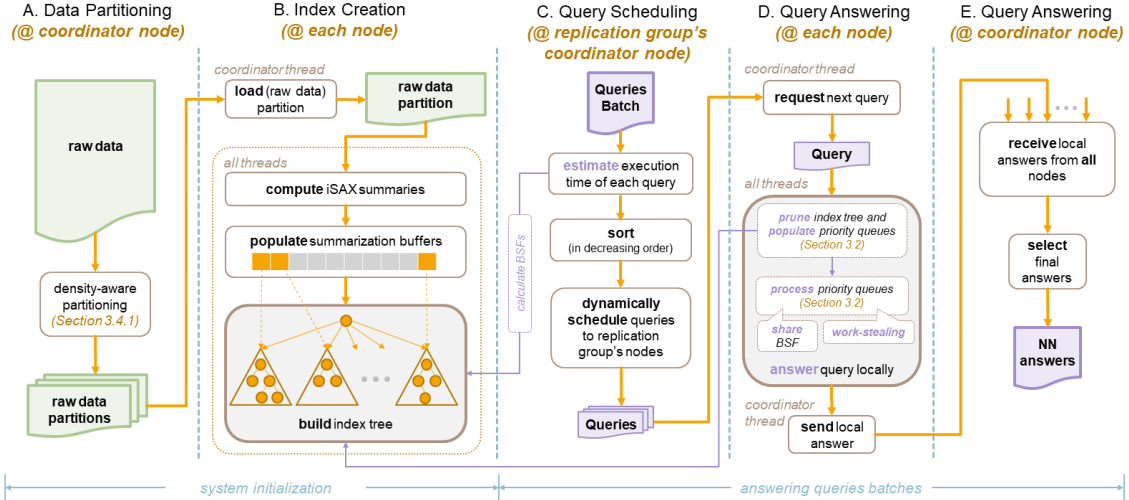 A. Data Partitioning
(@ coordinator node)
raw data
density-aware
partitioning
(Section 3.4.1)
raw data
partitions
B. Index Creation
(@ each node)
coordinator thread
load (raw data)
partition
raw data
partition
all threads
compute iSAX summaries
populate summarization buffers
build index tree
C. Query Scheduling
(@ replication group's
coordinator node)
Queries
Batch
estimate execution
time of each query
calculate BSFs
sort
(in decreasing order)
dynamically
schedule queries
to replication
group's nodes
Queries
D. Query Answering
(@ each node)
coordinator thread
request next query
Query
all threads
prune index tree and
populate priority queues
(Section 3.2)
process priority queues
(Section 3.2)
share
BSF
work-stealing
answer query locally
coordinator
thread
send local
answer
E. Query Answering
(@ coordinator node)
receive local
answers from all
nodes
select
final
answers
NN
answers
system initialization
answering queries batches